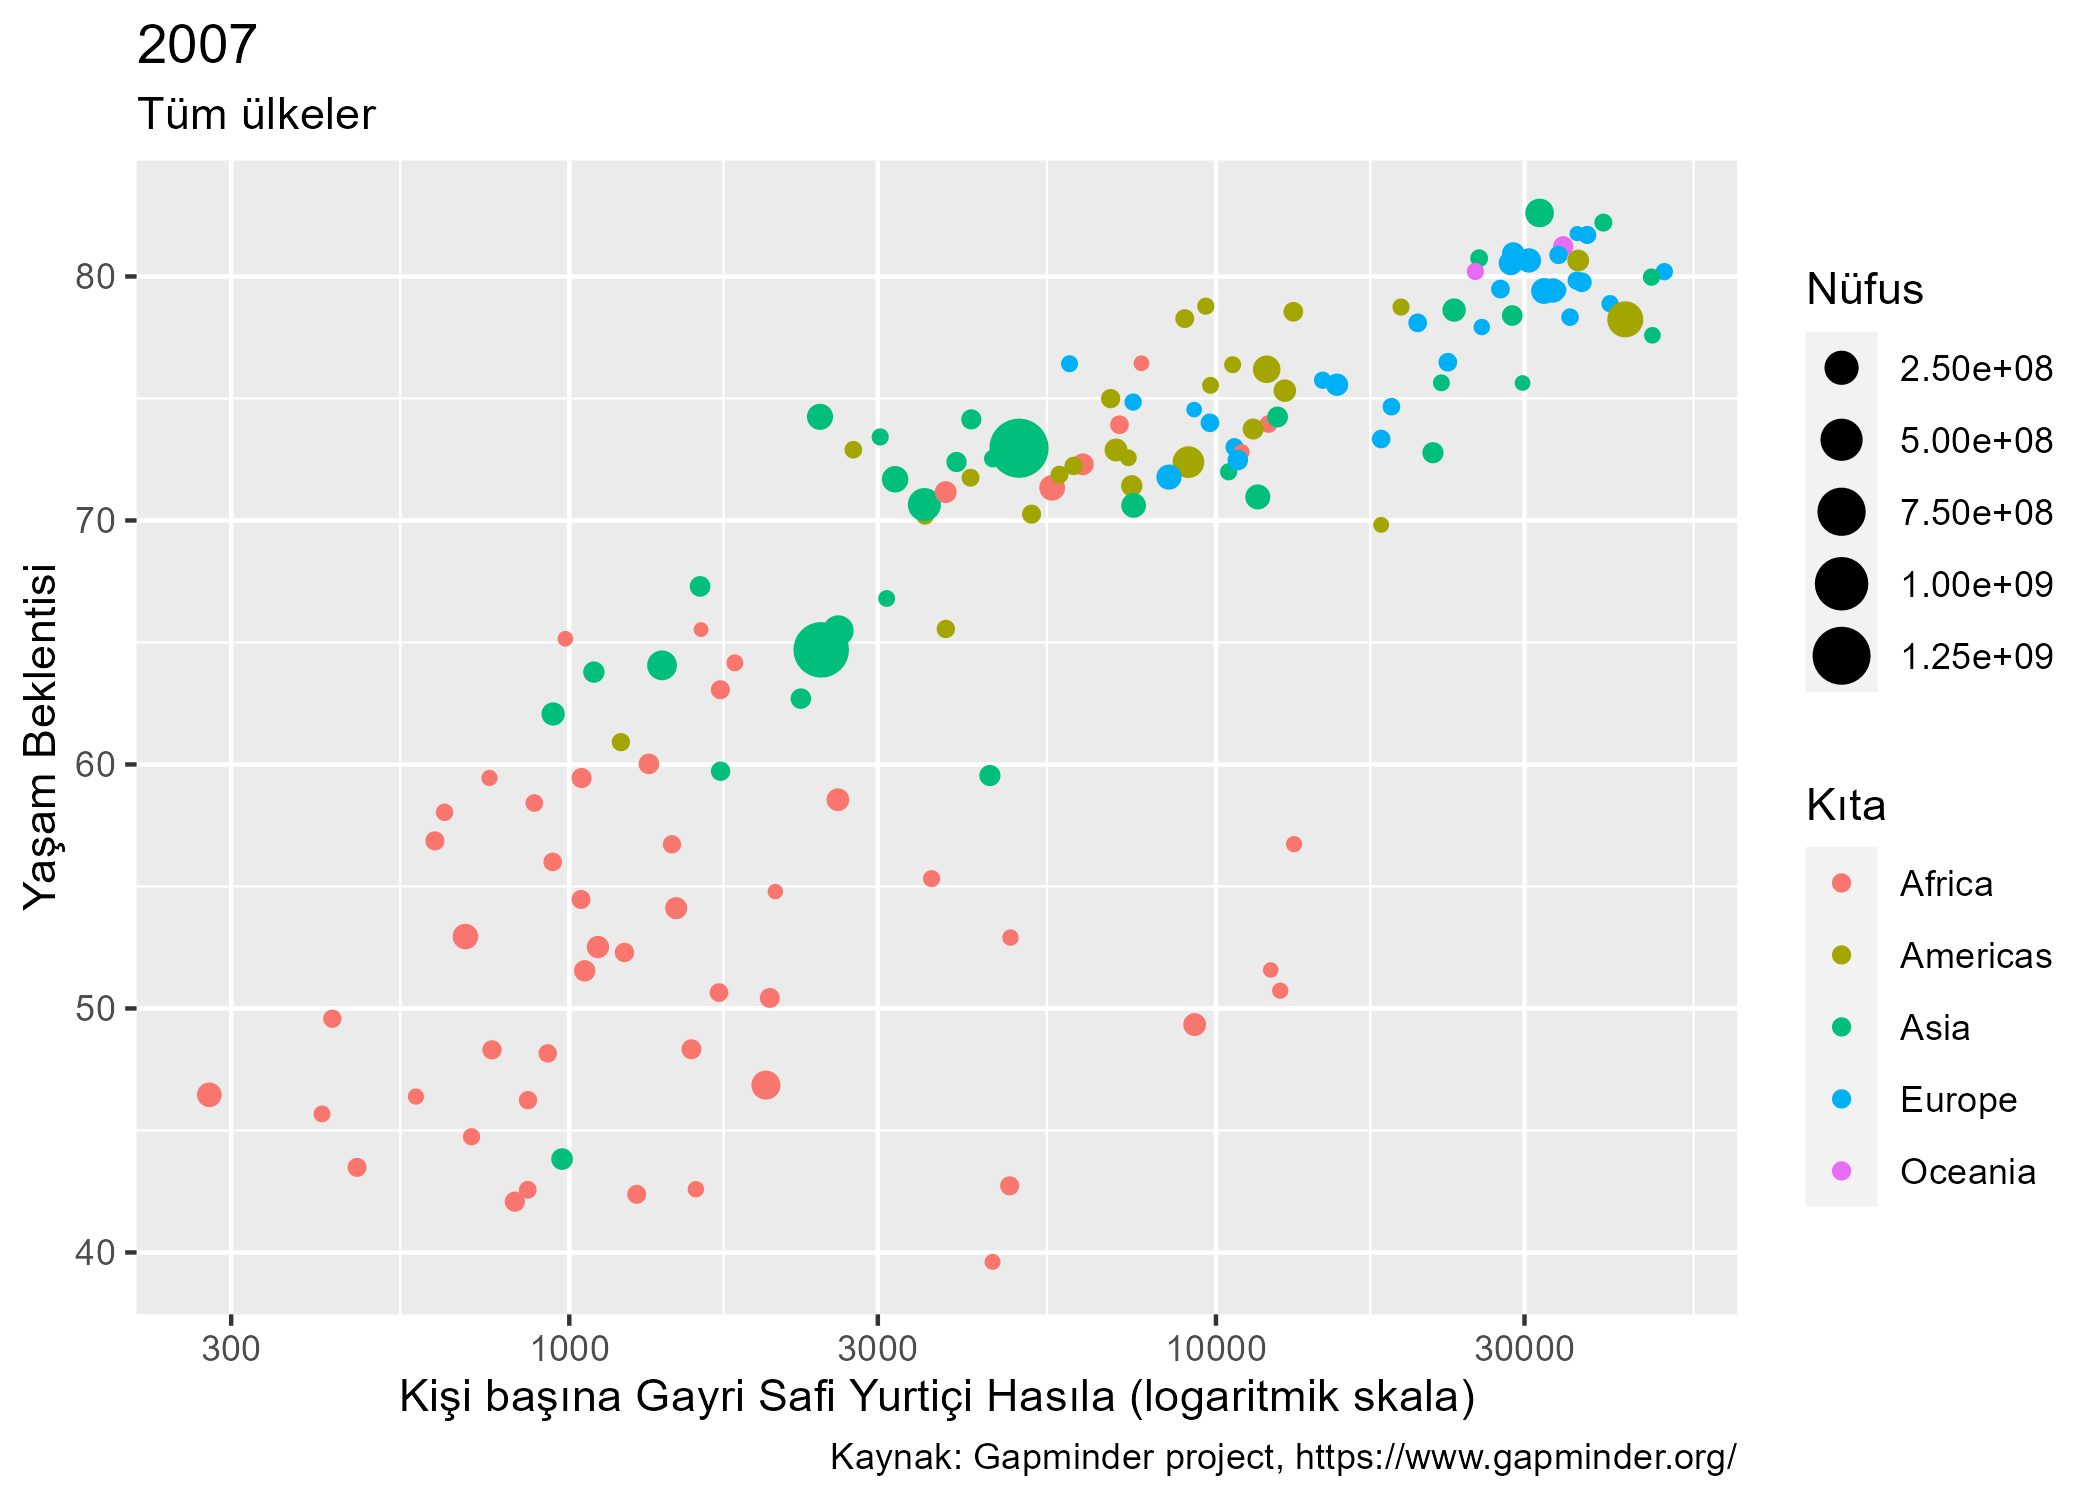 2007
Tüm ülkeler
80
70
60
50
40
Yaşam Beklentisi
300
1000
3000
10000
30000
Kişi başına Gayri Safi Yurtiçi Hasıla (logaritmik skala)
Kaynak: Gapminder project, https://www.gapminder.org/
Nüfus
2.50e+08
5.00e+08
7.50e+08
1.00e+09
1.25e+09
Kıta
Africa
Americas
Asia
Europe
Oceania